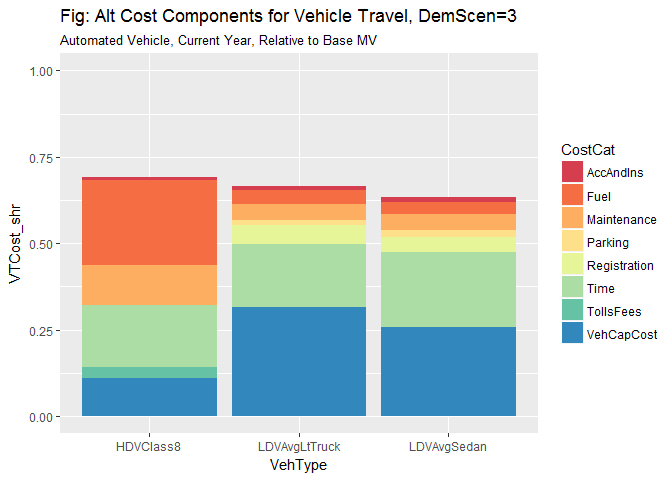 Fig: Alt Cost Components for Vehicle Travel, DemScen=3
Automated Vehicle, Current Year, Relative to Base MV
1.00
0.75
0.50
0.25
0.00
VTCost_shr
HDVClass8
LDVAvgLtTruck
LDVAvgSedan
VehType
CostCat
AccAndIns
Fuel
Maintenance
Parking
Registration
Time
TollsFees
VehCapCost